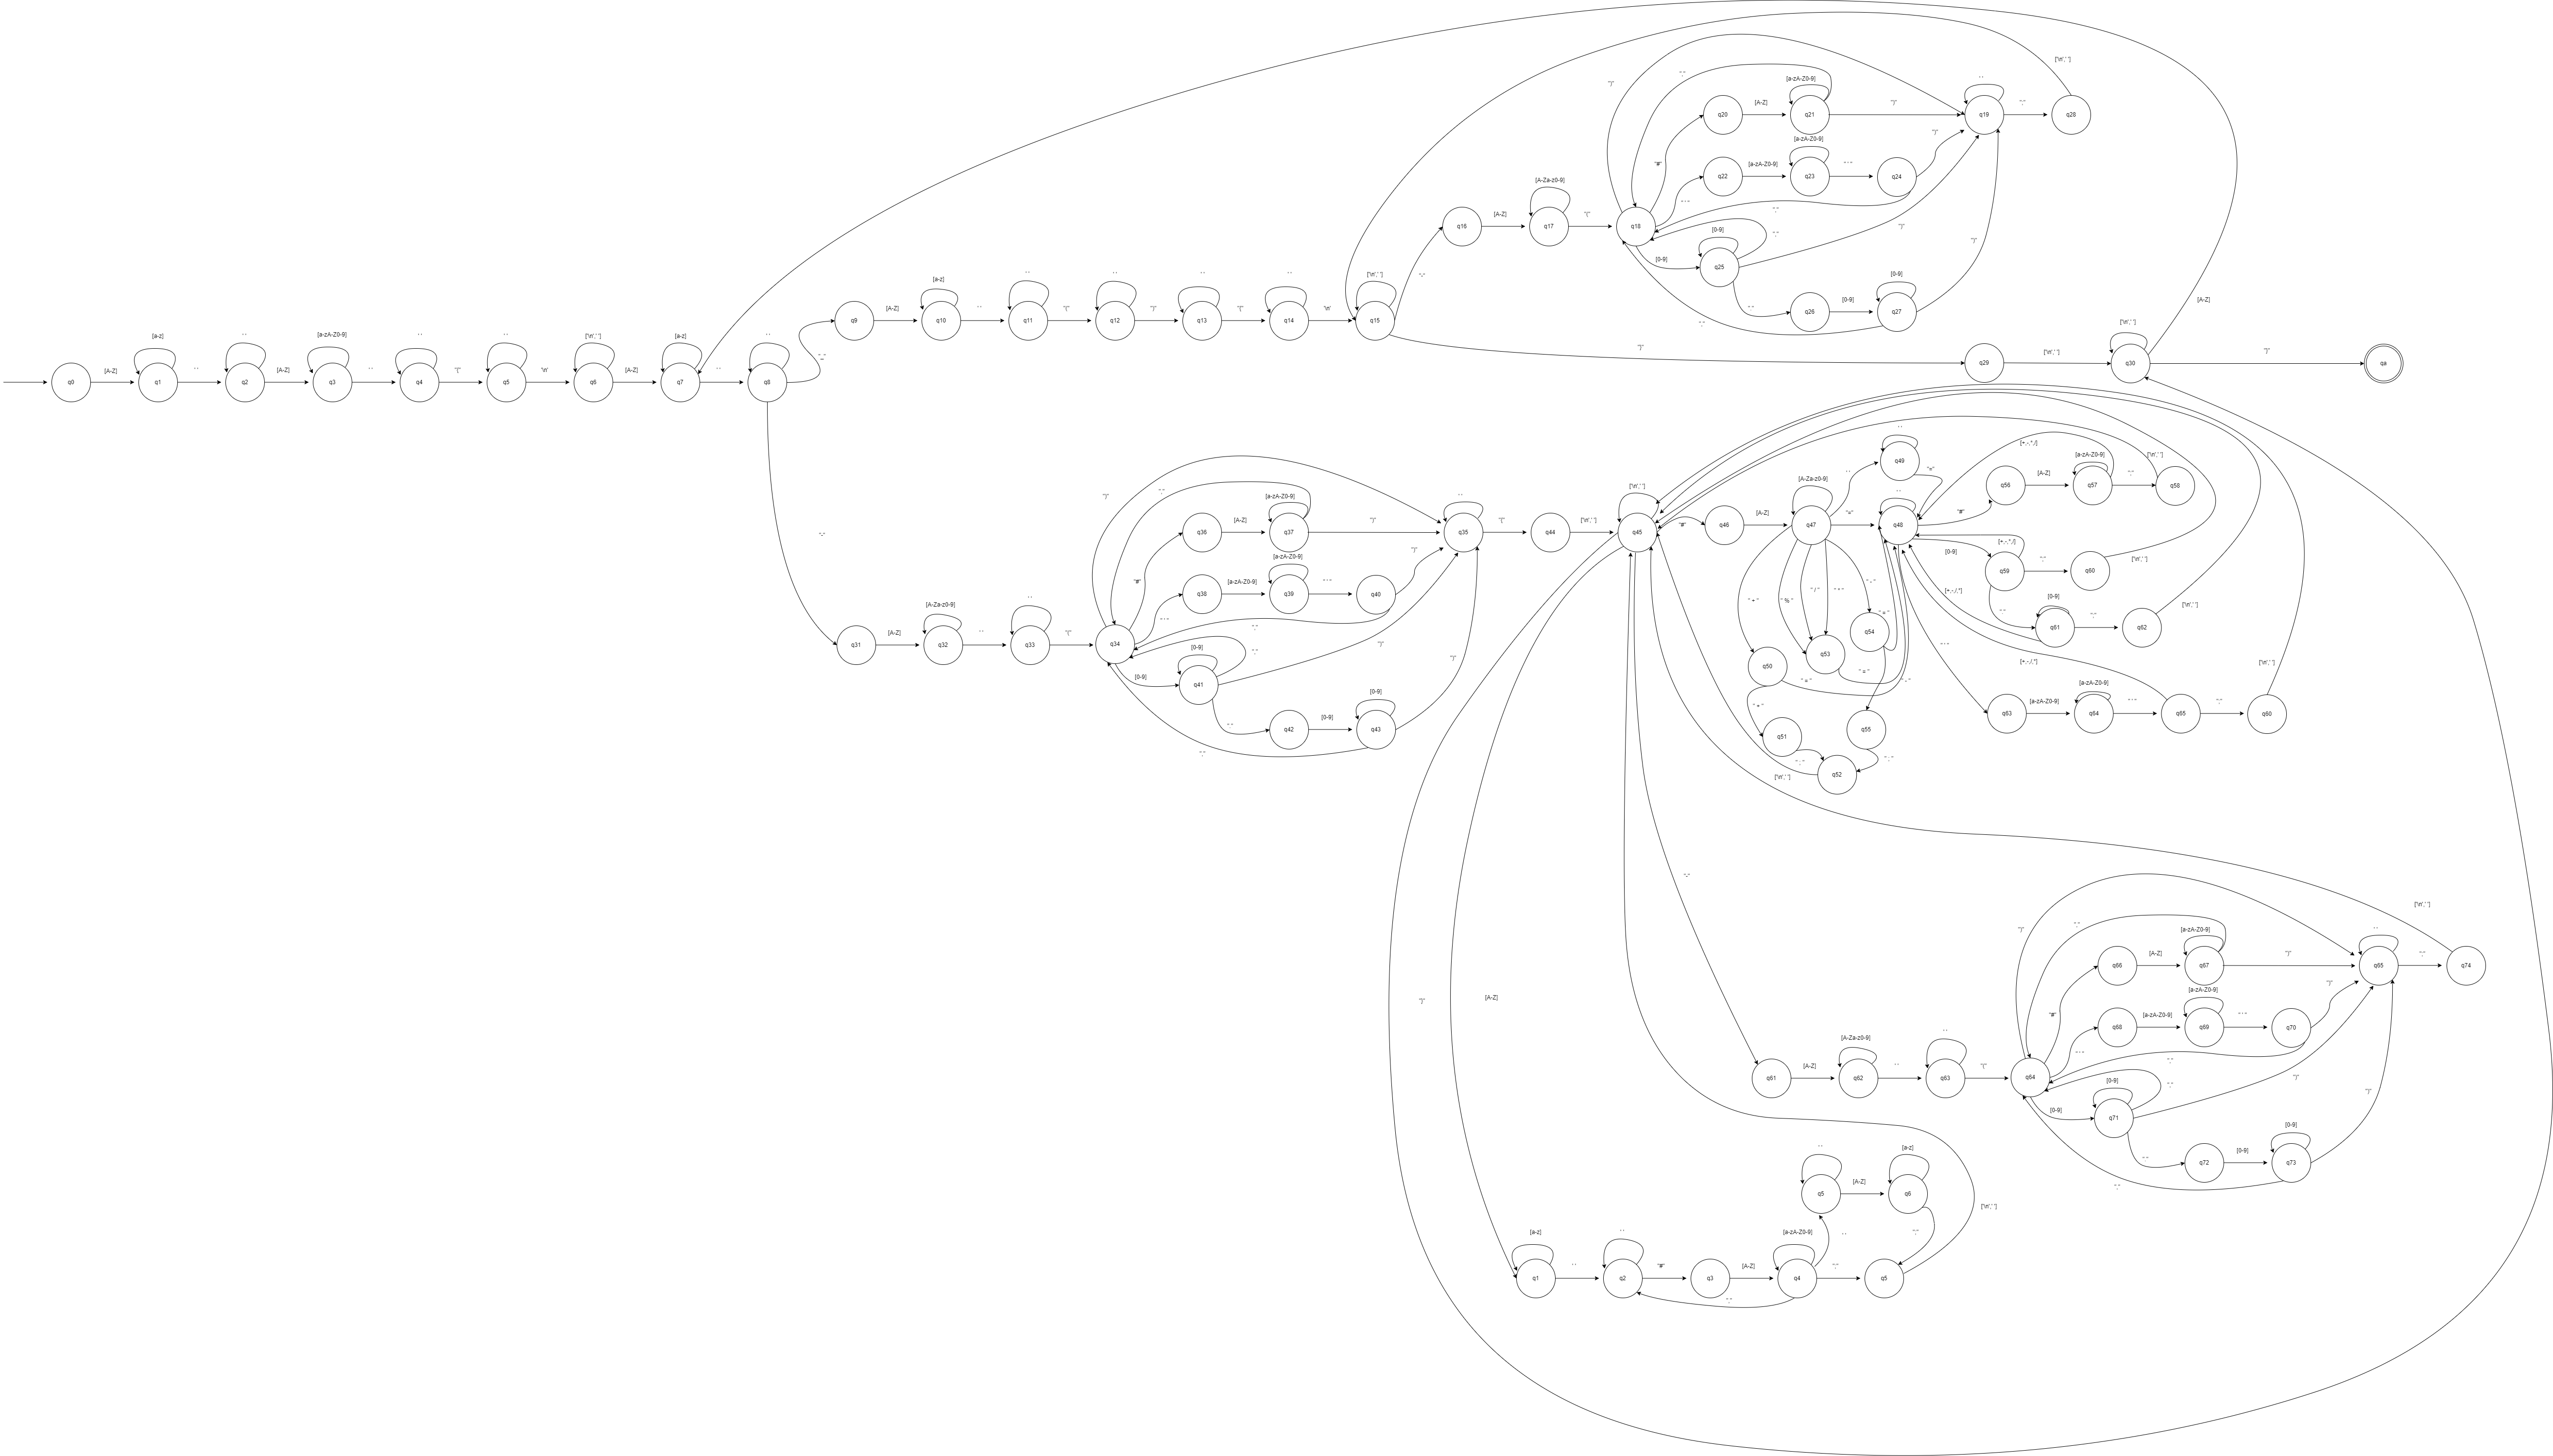 ['\n',' ']
")"
","
[a-zA-Z0-9]
' '
q20
[A-Z]
q21
")"
q19
q28
"#"
[a-zA-Z0-9]
")"
q22
[a-zA-Z0-9]
q23
q24
[A-Za-z0-9]
q16
[A-Z]
q17
"("
q18
","
[0-9]
","
")"
")"
[0-9]
q25
[0-9]
q26
[0-9]
q27
","
[a-z]
' '
' '
' '
' '
['\n',' ']
q9
[A-Z]
q10
' '
q11
"("
q12
")"
q13
q14
'\n'
q15
[A-Z]
")"
[a-z]
' '
[a-zA-Z0-9]
' '
' '
['\n',' ']
[a-z]
' '
['\n',' ']
q0
[A-Z]
q1
' '
q2
[A-Z]
q3
' '
q4
q5
'\n'
q6
[A-Z]
q7
' '
q8
q29
['\n',' ']
q30
qa
")"
","
[a-zA-Z0-9]
' '
q36
[A-Z]
q37
")"
q35
q44
['\n',' ']
q45
['\n',' ']
"#"
[a-zA-Z0-9]
")"
q38
[a-zA-Z0-9]
q39
q40
[A-Za-z0-9]
' '
q31
[A-Z]
q32
' '
q33
"("
q34
","
[0-9]
","
")"
")"
[0-9]
q41
[0-9]
q42
[0-9]
q43
","
' '
q49
"="
[+,-,*,/]
[a-zA-Z0-9]
['\n',' ']
q56
[A-Z]
q57
";"
q58
[A-Za-z0-9]
' '
"#"
q46
[A-Z]
q47
"="
q48
"#"
[0-9]
[+,-,*,/]
q59
";"
q60
['\n',' ']
[+,-,/,*]
[0-9]
q61
";"
q62
['\n',' ']
" + "
" % "
" / "
" * "
" - "
" = "
q54
q53
" = "
q50
" = "
" + "
" - "
q51
" ; "
q55
" ; "
q52
['\n',' ']
[+,-,/,*]
['\n',' ']
q63
[a-zA-Z0-9]
[a-zA-Z0-9]
q64
q65
";"
q60
['\n',' ']
")"
","
[a-zA-Z0-9]
' '
q66
[A-Z]
q67
")"
q65
";"
q74
"#"
[a-zA-Z0-9]
")"
q68
[a-zA-Z0-9]
q69
q70
[A-Za-z0-9]
' '
q61
[A-Z]
q62
' '
q63
"("
q64
","
[0-9]
","
")"
")"
[0-9]
q71
[0-9]
q72
[0-9]
q73
","
[A-Z]
' '
[a-z]
q5
[A-Z]
q6
['\n',' ']
[a-z]
' '
[a-zA-Z0-9]
' '
";"
q1
' '
q2
"#"
q3
[A-Z]
q4
";"
q5
","